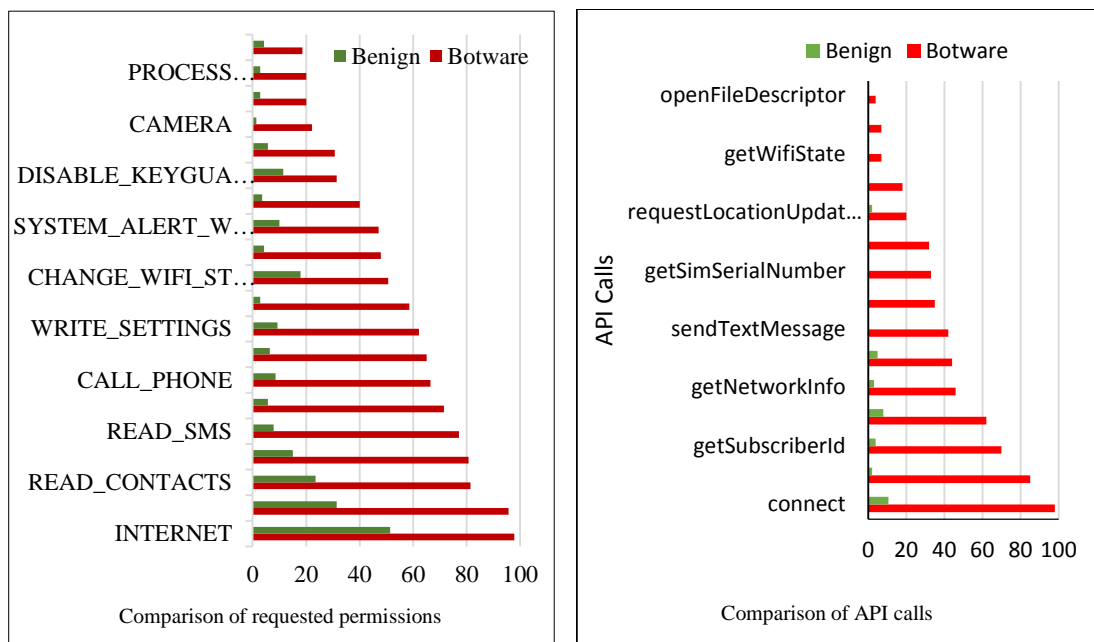 Benign Botware
PROCESS…
CAMERA
DISABLE_KEYGUA…
SYSTEM_ALERT_W…
CHANGE_WIFI_ST…
WRITE_SETTINGS
CALL_PHONE
READ_SMS
READ_CONTACTS
INTERNET
0 20 40 60 80 100
Comparison of requested permissions
Benign Botware
API Calls
openFileDescriptor
getWifiState
requestLocationUpdat…
getSimSerialNumber
sendTextMessage
getNetworkInfo
getSubscriberId
connect
0 20 40 60 80 100
Comparison of API calls